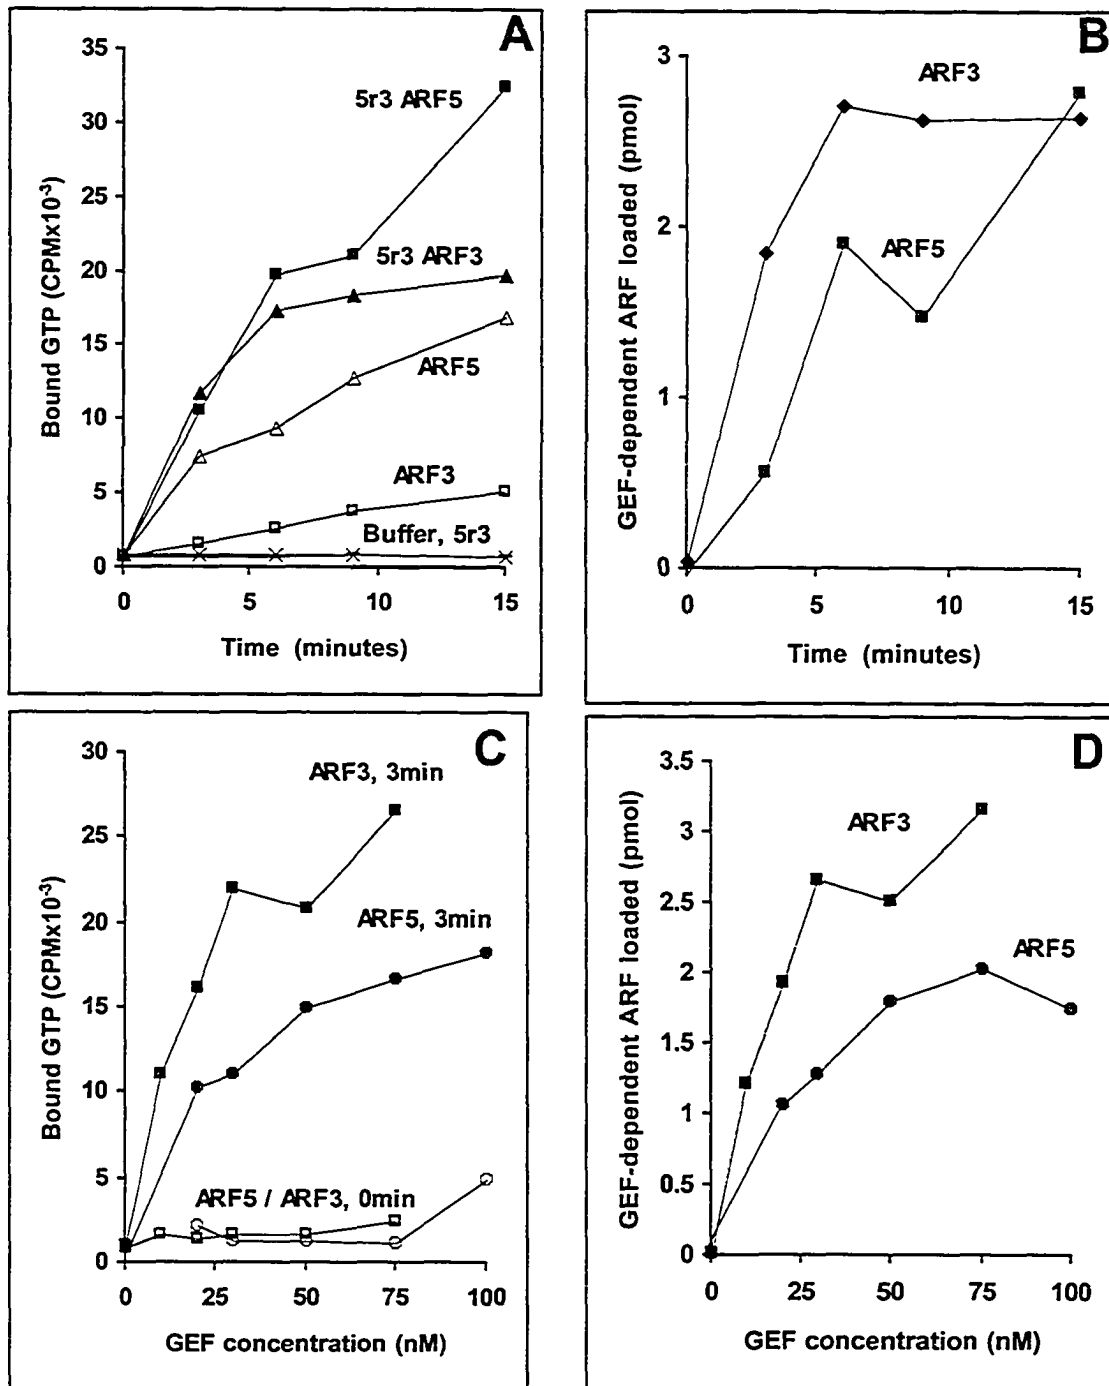 A
35
30
25
20
15
10
5
0
Bound GTP (CPMx10⁻³)
5r3 ARF5
5r3 ARF3
ARF5
ARF3
Buffer, 5r3
0 5 10 15
Time (minutes)
B
3
2
1
0
GEF-dependent ARF loaded (pmol)
ARF3
ARF5
0 5 10 15
Time (minutes)
C
30
25
20
15
10
5
0
Bound GTP (CPMx10⁻³)
ARF3, 3min
ARF5, 3min
ARF5 / ARF3, 0min
0 25 50 75 100
GEF concentration (nM)
D
3.5
3
2.5
2
1.5
1
0.5
0
GEF-dependent ARF loaded (pmol)
ARF3
ARF5
0 25 50 75 100
GEF concentration (nM)